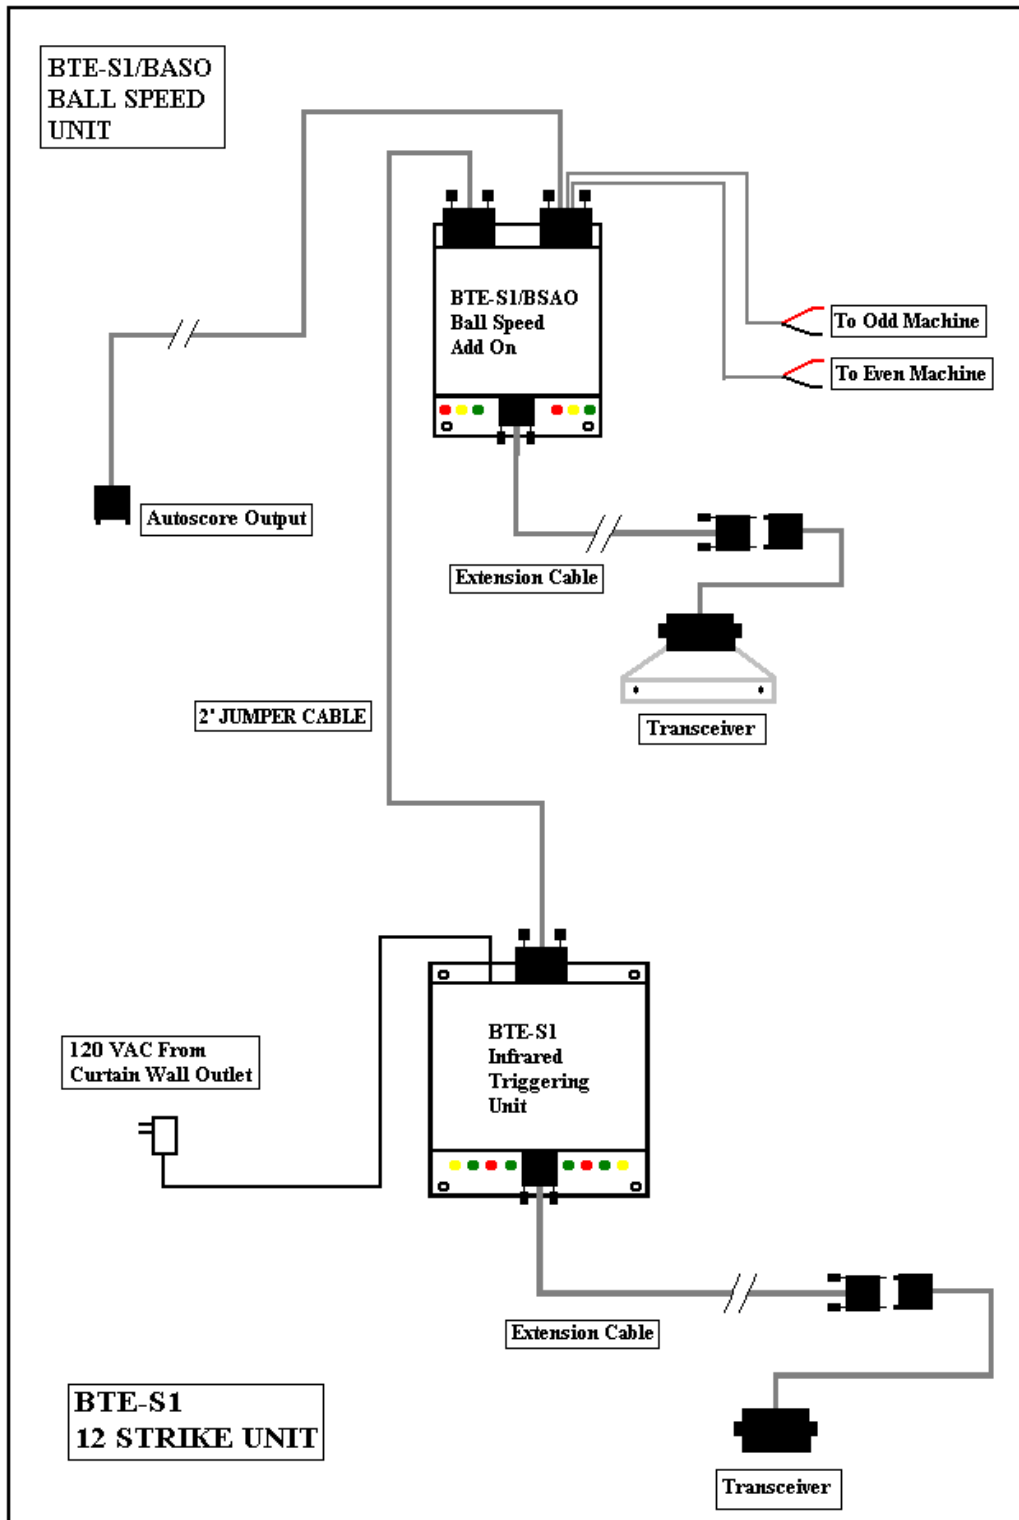 BTE-S1/BASO
BALL SPEED
UNIT
BTE-S1/BSAO
Ball Speed
Add On
To Odd Machine
To Even Machine
Autoscore Output
Extension Cable
Transceiver
2' JUMPER CABLE
BTE-S1
Infrared
Triggering
Unit
120 VAC From
Curtain Wall Outlet
Extension Cable
BTE-S1
12 STRIKE UNIT
Transceiver